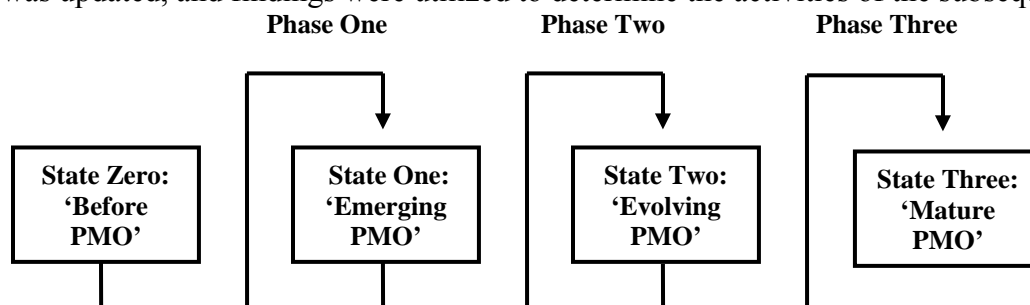 was updated, and findings were utilized to determine the activities of the subseq
Phase One Phase Two Phase Three
State Zero:
‘Before
PMO’
State One:
‘Emerging
PMO’
State Two:
‘Evolving
PMO’
State Three:
‘Mature
PMO’